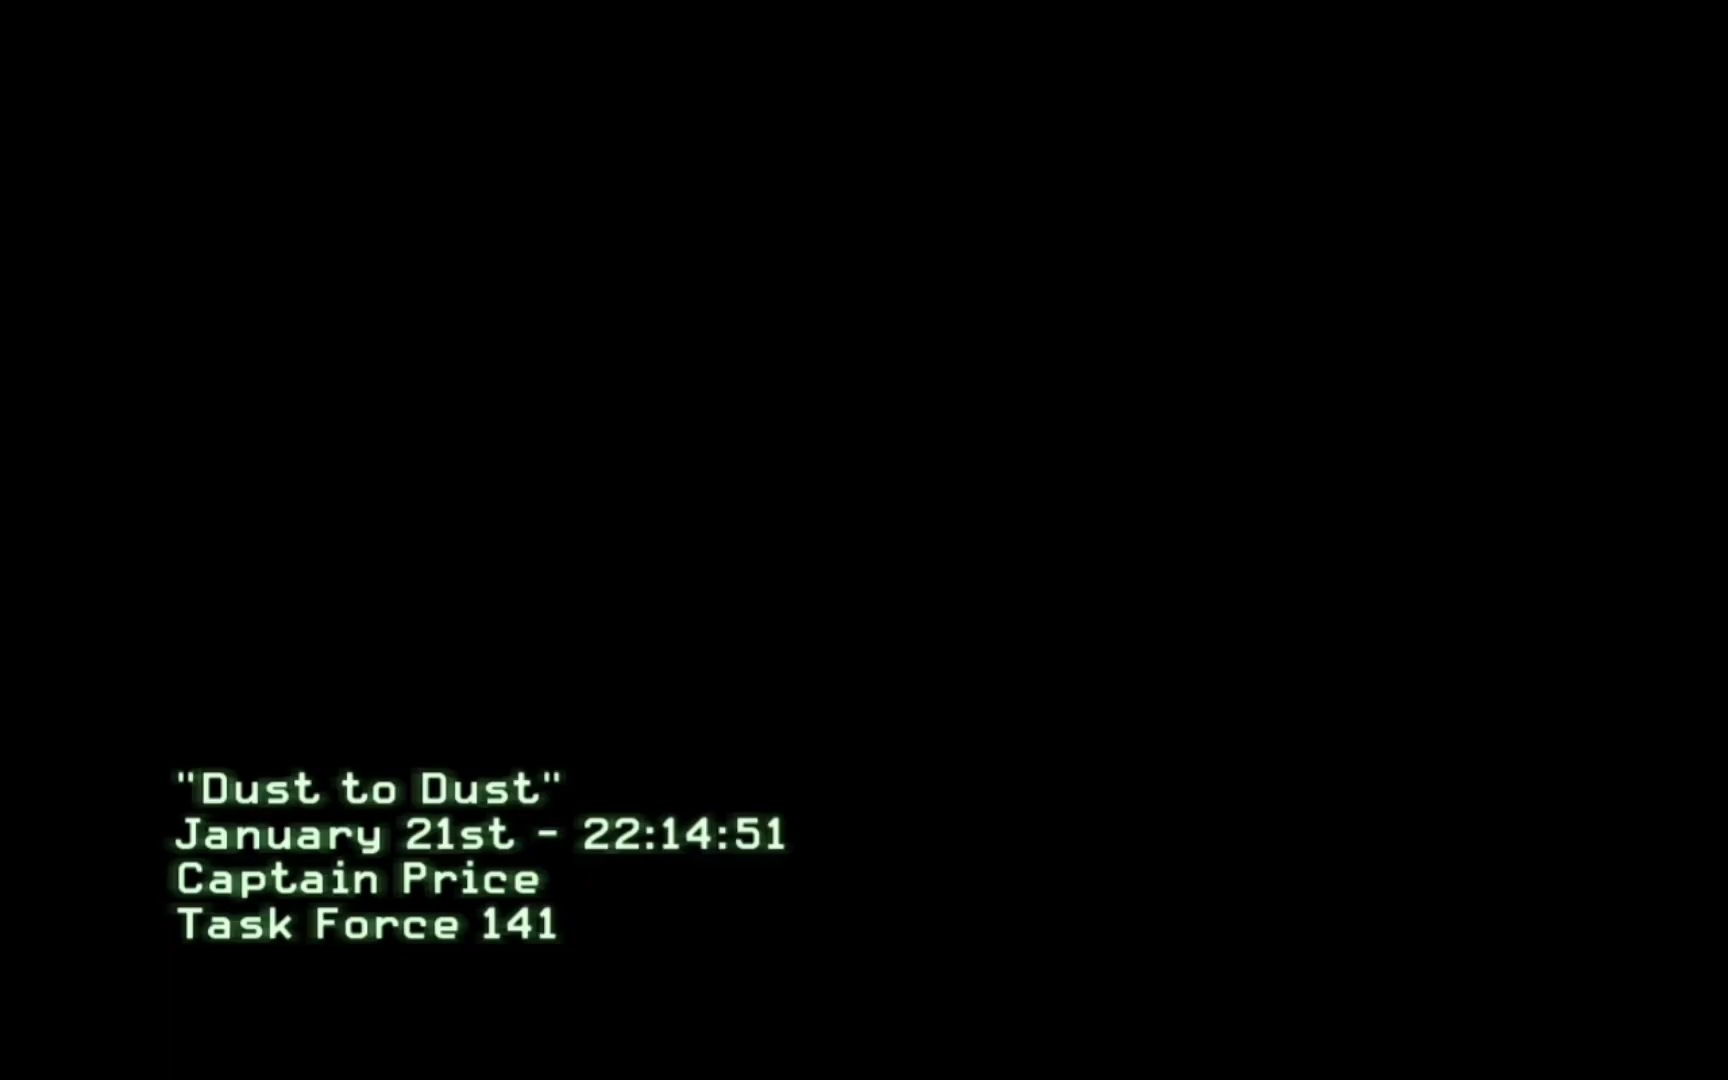 "Dust to Dust"
January 21st - 22:14:51
Captain Price
Task Force 141